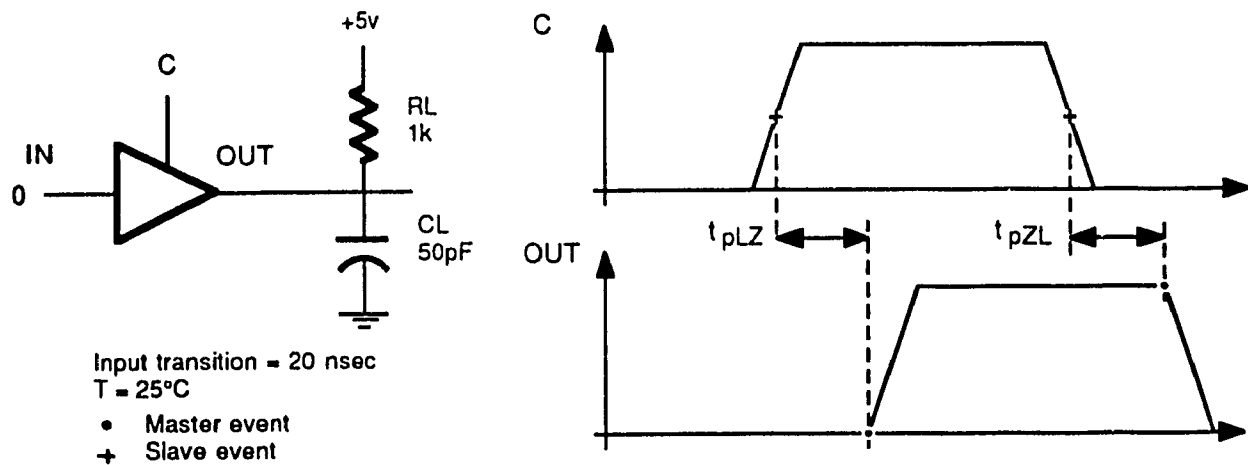 +5v
C
RL
1k
IN
OUT
0
CL
50pF
Input transition = 20 nsec
T = 25°C
• Master event
+ Slave event
C
t pLZ
t pZL
OUT